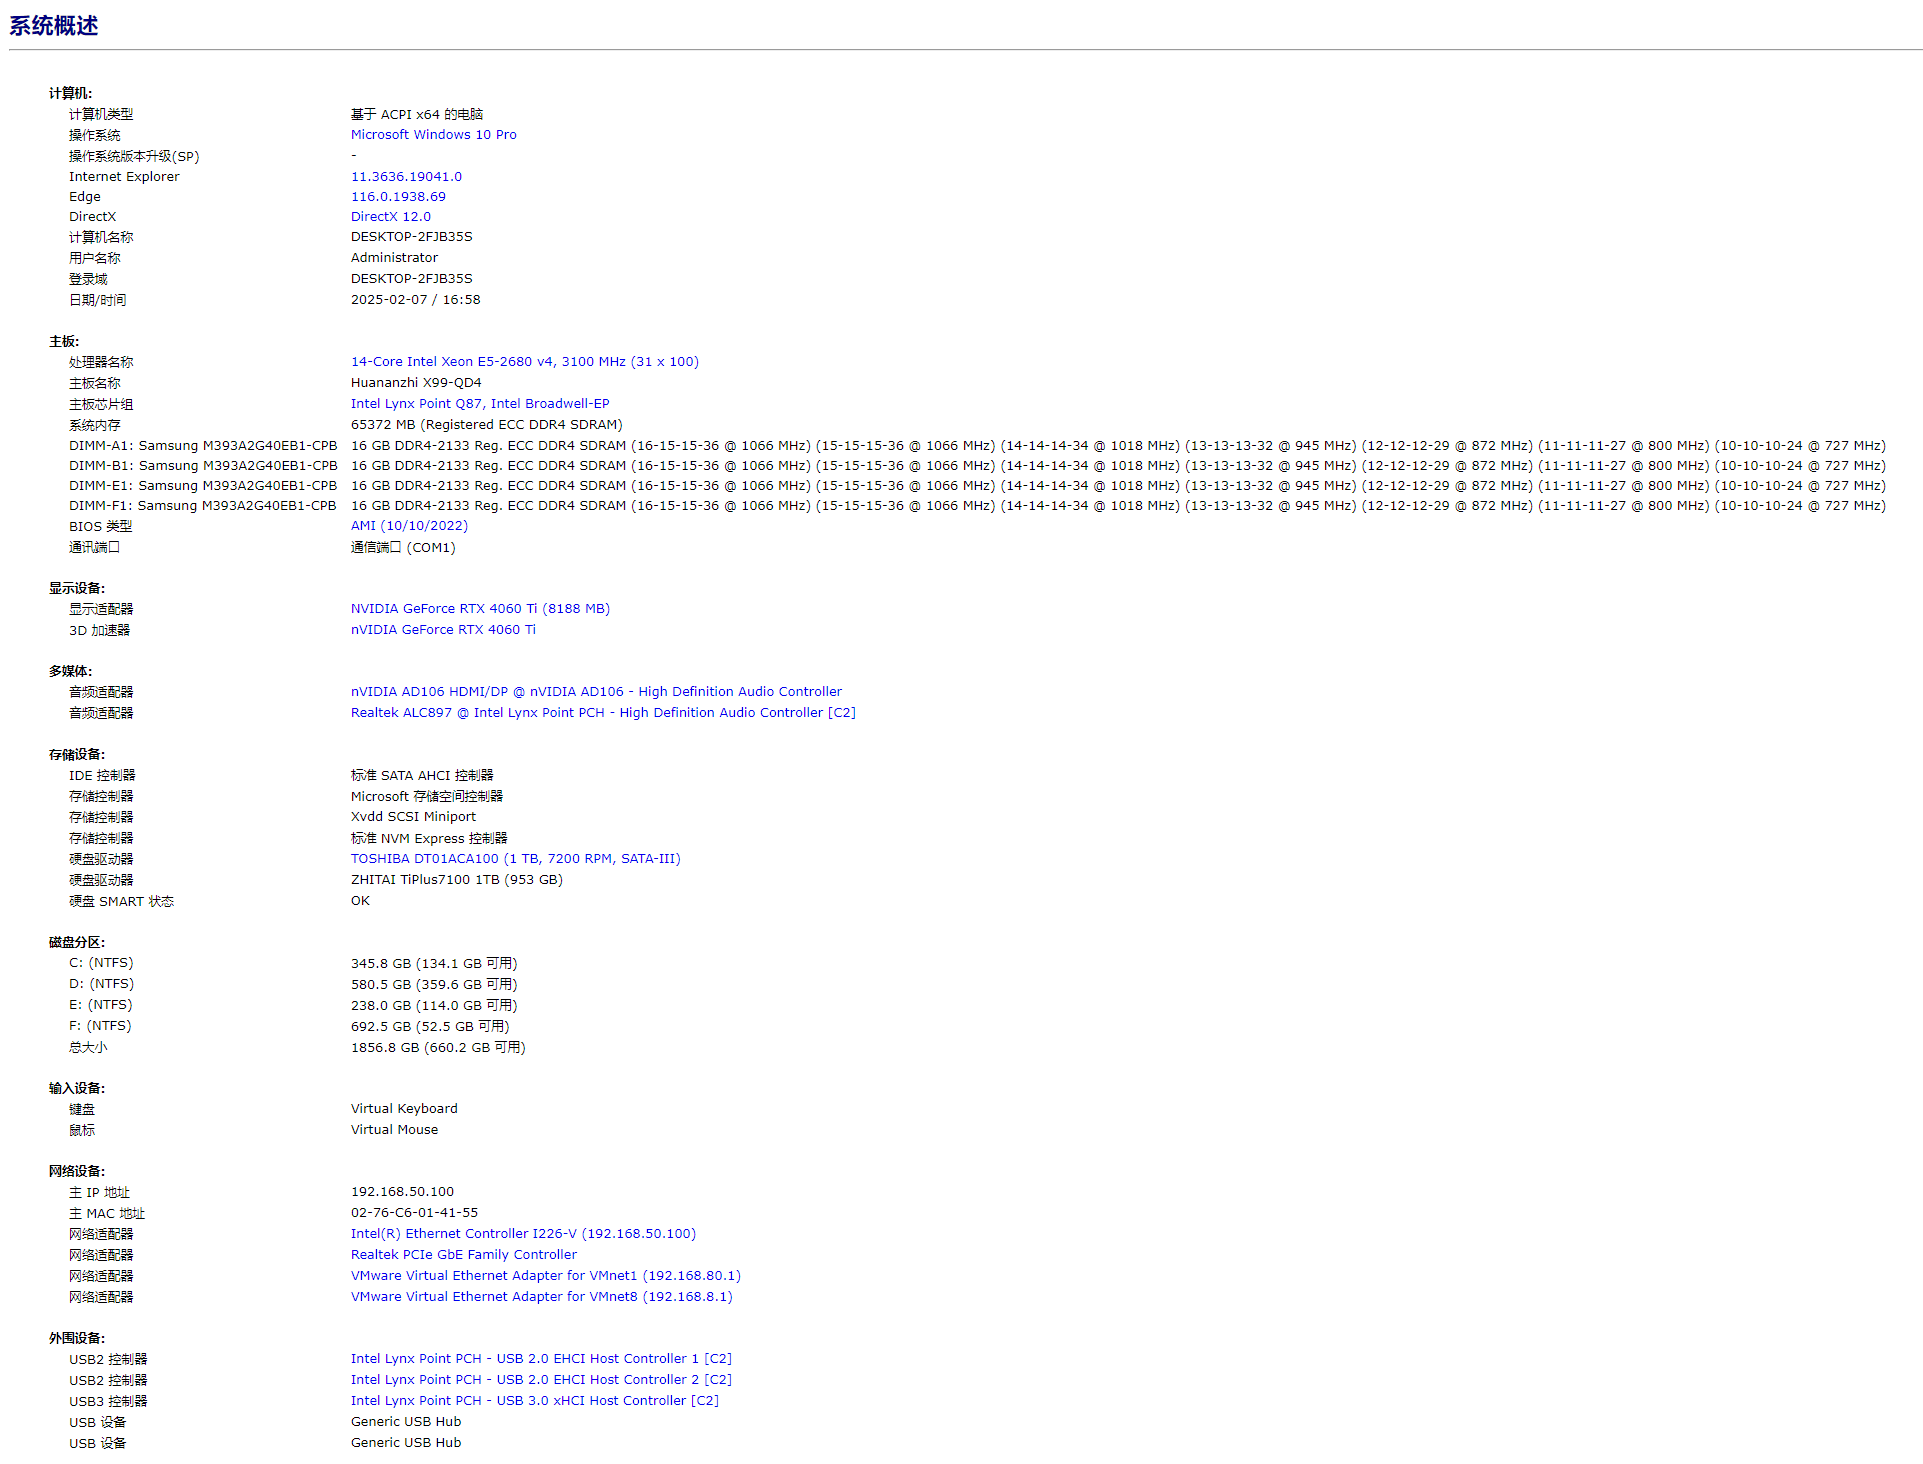 系统概述
计算机:
计算机类型 基于 ACPI x64 的电脑
操作系统 Microsoft Windows 10 Pro
操作系统版本升级(SP) -
Internet Explorer 11.3636.19041.0
Edge 116.0.1938.69
DirectX DirectX 12.0
计算机名称 DESKTOP-2FJB35S
用户名称 Administrator
登录域 DESKTOP-2FJB35S
日期/时间 2025-02-07 / 16:58
主板:
处理器名称 14-Core Intel Xeon E5-2680 v4, 3100 MHz (31 x 100)
主板名称 Huananzhi X99-QD4
主板芯片组 Intel Lynx Point Q87, Intel Broadwell-EP
系统内存 65372 MB (Registered ECC DDR4 SDRAM)
DIMM-A1: Samsung M393A2G40EB1-CPB 16 GB DDR4-2133 Reg. ECC DDR4 SDRAM (16-15-15-36 @ 1066 MHz) (15-15-15-36 @ 1066 MHz) (14-14-14-34 @ 1018 MHz) (13-13-13-32 @ 945 MHz) (12-12-12-29 @ 872 MHz) (11-11-11-27 @ 800 MHz) (10-10-10-24 @ 727 MHz)
DIMM-B1: Samsung M393A2G40EB1-CPB 16 GB DDR4-2133 Reg. ECC DDR4 SDRAM (16-15-15-36 @ 1066 MHz) (15-15-15-36 @ 1066 MHz) (14-14-14-34 @ 1018 MHz) (13-13-13-32 @ 945 MHz) (12-12-12-29 @ 872 MHz) (11-11-11-27 @ 800 MHz) (10-10-10-24 @ 727 MHz)
DIMM-E1: Samsung M393A2G40EB1-CPB 16 GB DDR4-2133 Reg. ECC DDR4 SDRAM (16-15-15-36 @ 1066 MHz) (15-15-15-36 @ 1066 MHz) (14-14-14-34 @ 1018 MHz) (13-13-13-32 @ 945 MHz) (12-12-12-29 @ 872 MHz) (11-11-11-27 @ 800 MHz) (10-10-10-24 @ 727 MHz)
DIMM-F1: Samsung M393A2G40EB1-CPB 16 GB DDR4-2133 Reg. ECC DDR4 SDRAM (16-15-15-36 @ 1066 MHz) (15-15-15-36 @ 1066 MHz) (14-14-14-34 @ 1018 MHz) (13-13-13-32 @ 945 MHz) (12-12-12-29 @ 872 MHz) (11-11-11-27 @ 800 MHz) (10-10-10-24 @ 727 MHz)
BIOS 类型 AMI (10/10/2022)
通讯端口 通信端口 (COM1)
显示设备:
显示适配器 NVIDIA GeForce RTX 4060 Ti (8188 MB)
3D 加速器 nVIDIA GeForce RTX 4060 Ti
多媒体:
音频适配器 nVIDIA AD106 HDMI/DP @ nVIDIA AD106 - High Definition Audio Controller
音频适配器 Realtek ALC897 @ Intel Lynx Point PCH - High Definition Audio Controller [C2]
存储设备:
IDE 控制器 标准 SATA AHCI 控制器
存储控制器 Microsoft 存储空间控制器
存储控制器 Xvdd SCSI Miniport
存储控制器 标准 NVM Express 控制器
硬盘驱动器 TOSHIBA DT01ACA100 (1 TB, 7200 RPM, SATA-III)
硬盘驱动器 ZHITAI TiPlus7100 1TB (953 GB)
硬盘 SMART 状态 OK
磁盘分区:
C: (NTFS) 345.8 GB (134.1 GB 可用)
D: (NTFS) 580.5 GB (359.6 GB 可用)
E: (NTFS) 238.0 GB (114.0 GB 可用)
F: (NTFS) 692.5 GB (52.5 GB 可用)
总大小 1856.8 GB (660.2 GB 可用)
输入设备:
键盘 Virtual Keyboard
鼠标 Virtual Mouse
网络设备:
主 IP 地址 192.168.50.100
主 MAC 地址 02-76-C6-01-41-55
网络适配器 Intel(R) Ethernet Controller I226-V (192.168.50.100)
网络适配器 Realtek PCIe GbE Family Controller
网络适配器 VMware Virtual Ethernet Adapter for VMnet1 (192.168.80.1)
网络适配器 VMware Virtual Ethernet Adapter for VMnet8 (192.168.8.1)
外围设备:
USB2 控制器 Intel Lynx Point PCH - USB 2.0 EHCI Host Controller 1 [C2]
USB2 控制器 Intel Lynx Point PCH - USB 2.0 EHCI Host Controller 2 [C2]
USB3 控制器 Intel Lynx Point PCH - USB 3.0 xHCI Host Controller [C2]
USB 设备 Generic USB Hub
USB 设备 Generic USB Hub